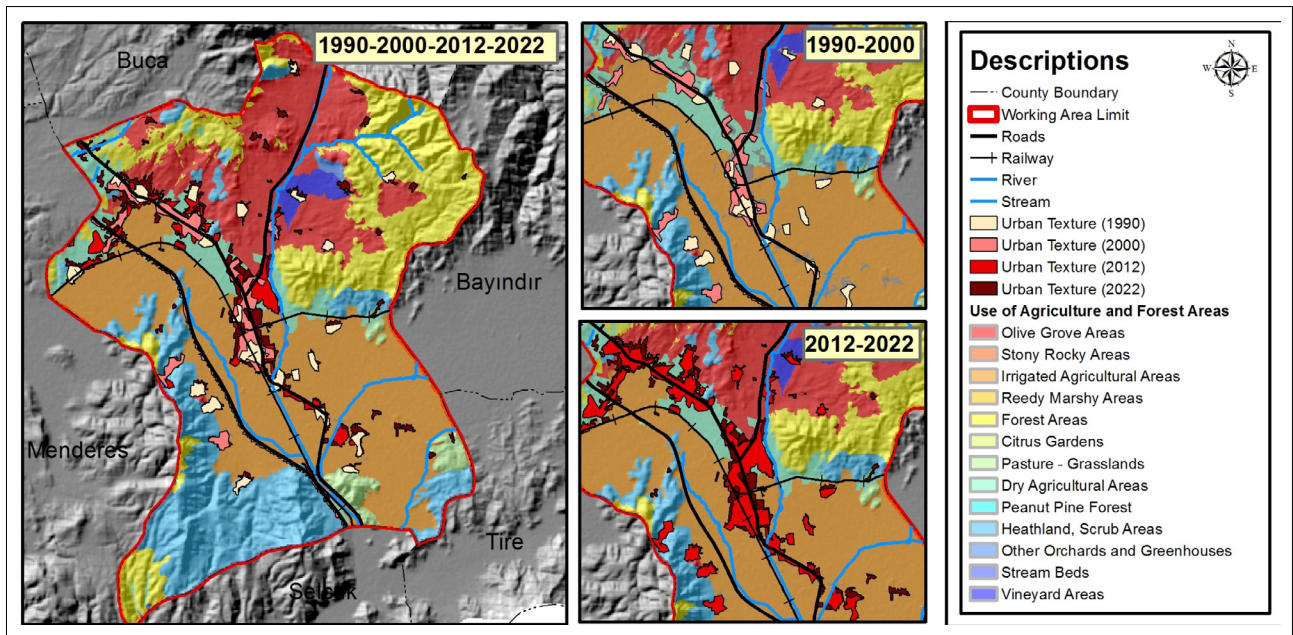 1990-2000-2012-2022
Buca
Bayındır
Menderes
Tire
Selçuk
1990-2000
2012-2022
Descriptions
N
W
E
S
County Boundary
Working Area Limit
Roads
Railway
River
Stream
Urban Texture (1990)
Urban Texture (2000)
Urban Texture (2012)
Urban Texture (2022)
Use of Agriculture and Forest Areas
Olive Grove Areas
Stony Rocky Areas
Irrigated Agricultural Areas
Reedy Marshy Areas
Forest Areas
Citrus Gardens
Pasture - Grasslands
Dry Agricultural Areas
Peanut Pine Forest
Heathland, Scrub Areas
Other Orchards and Greenhouses
Stream Beds
Vineyard Areas